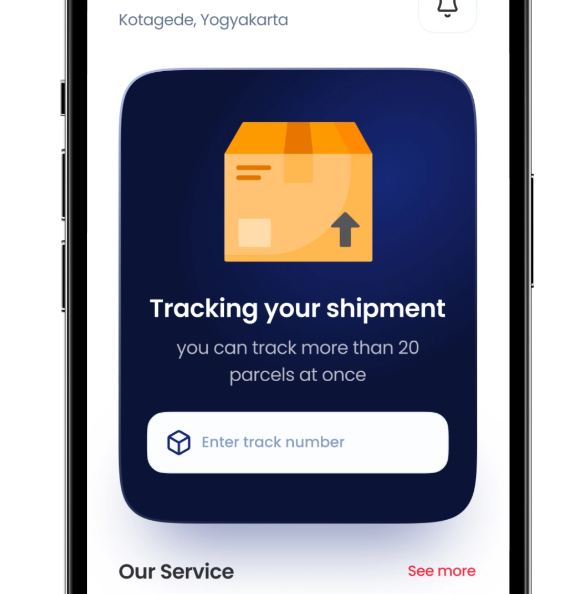 Kotagede, Yogyakarta
Tracking your shipment
you can track more than 20
parcels at once
Enter track number
Our Service
See more